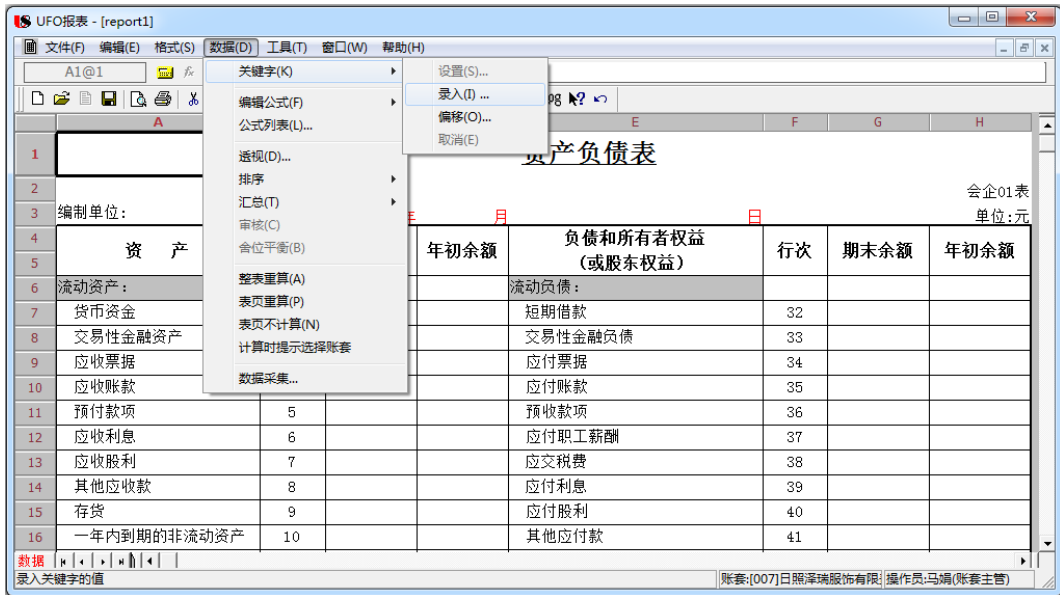 UFO报表 - [report1]
文件(F) 编辑(E) 格式(S) 数据(D) 工具(T) 窗口(W) 帮助(H)
A1@1 fx
关键字(K)
编辑公式(F)
公式列表(L)...
透视(D)...
排序
汇总(T)
审核(C)
舍位平衡(B)
整表重算(A)
表页重算(P)
表页不计算(N)
计算时提示选择账套
数据采集...
设置(S)...
录入(I) ...
偏移(O)...
取消(E)
A E F G H
1 资产负债表
2 会企01表
3 编制单位: 年 月 日 单位:元
4 资 产 年初余额 负债和所有者权益 行次 期末余额 年初余额
5 (或股东权益)
6 流动资产: 流动负债:
7 货币资金 短期借款 32
8 交易性金融资产 交易性金融负债 33
9 应收票据 应付票据 34
10 应收账款 应付账款 35
11 预付款项 5 预收款项 36
12 应收利息 6 应付职工薪酬 37
13 应收股利 7 应交税费 38
14 其他应收款 8 应付利息 39
15 存货 9 应付股利 40
16 一年内到期的非流动资产 10 其他应付款 41
数据
录入关键字的值 账套:[007]日照泽瑞服饰有限 操作员:马娟(账套主管)